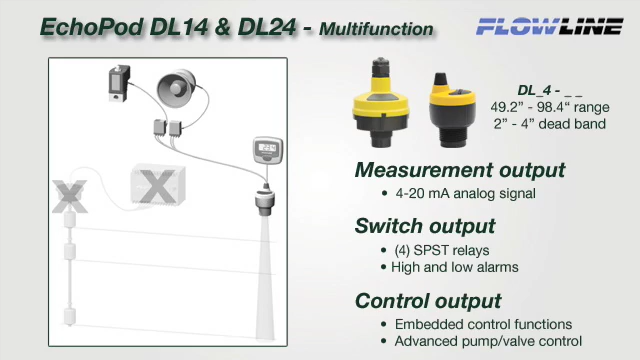 EchoPod DL14 & DL24 - Multifunction
FLOWLINE
DL_4 - _ _
49.2” - 98.4“ range
2” - 4” dead band
Measurement output
• 4-20 mA analog signal
Switch output
• (4) SPST relays
• High and low alarms
Control output
• Embedded control functions
• Advanced pump/valve control